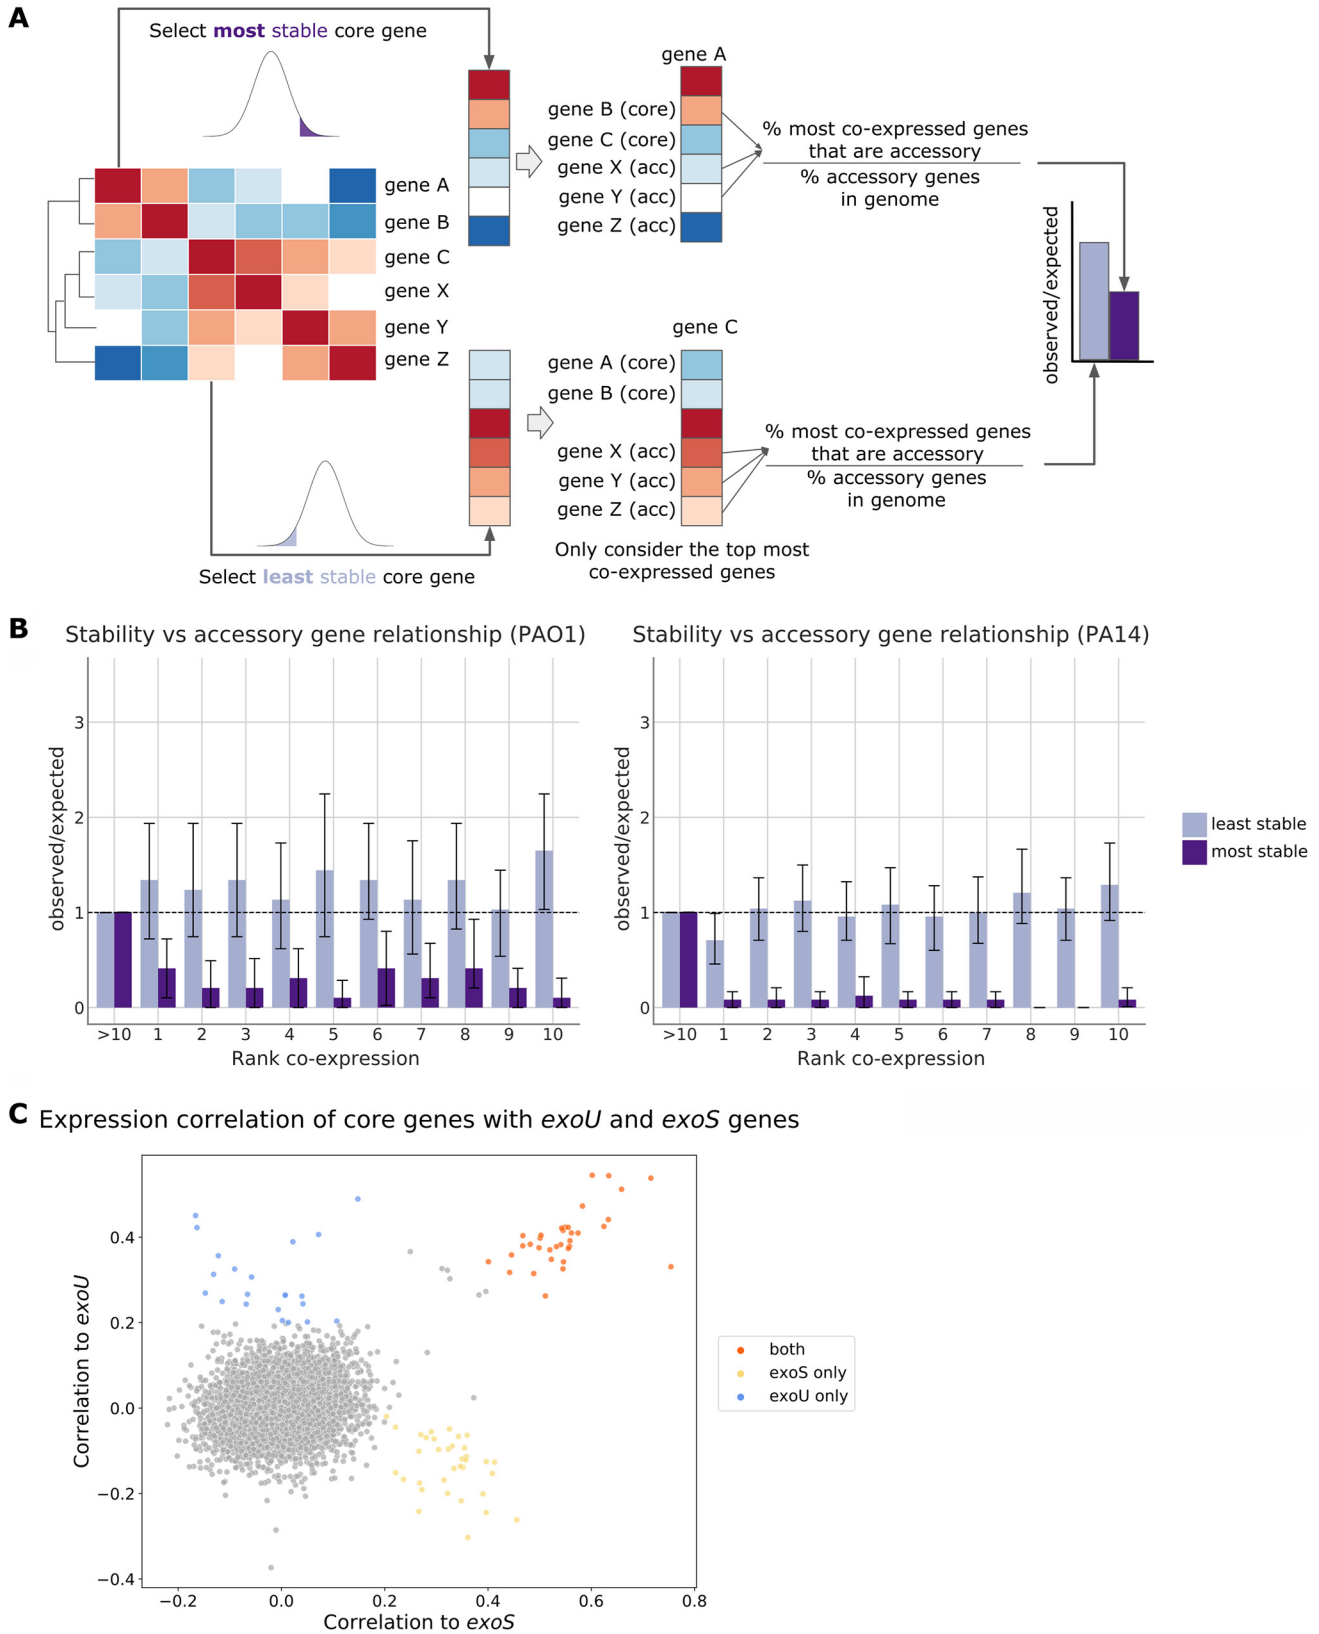 A
Select most stable core gene
gene A
gene B
gene C
gene X
gene Y
gene Z
gene A
gene B (core)
gene C (core)
gene X (acc)
gene Y (acc)
gene Z (acc)
% most co-expressed genes
that are accessory
% accessory genes
in genome
observed/expected
gene C
gene A (core)
gene B (core)
gene X (acc)
gene Y (acc)
gene Z (acc)
% most co-expressed genes
that are accessory
% accessory genes
in genome
Only consider the top most
co-expressed genes
Select least stable core gene
B
Stability vs accessory gene relationship (PAO1)
observed/expected
3
2
1
0
>10 1 2 3 4 5 6 7 8 9 10
Rank co-expression
Stability vs accessory gene relationship (PA14)
observed/expected
3
2
1
0
>10 1 2 3 4 5 6 7 8 9 10
Rank co-expression
least stable
most stable
C
Expression correlation of core genes with exoU and exoS genes
Correlation to exoU
0.4
0.2
0.0
−0.2
−0.4
−0.2 0.0 0.2 0.4 0.6 0.8
Correlation to exoS
both
exoS only
exoU only